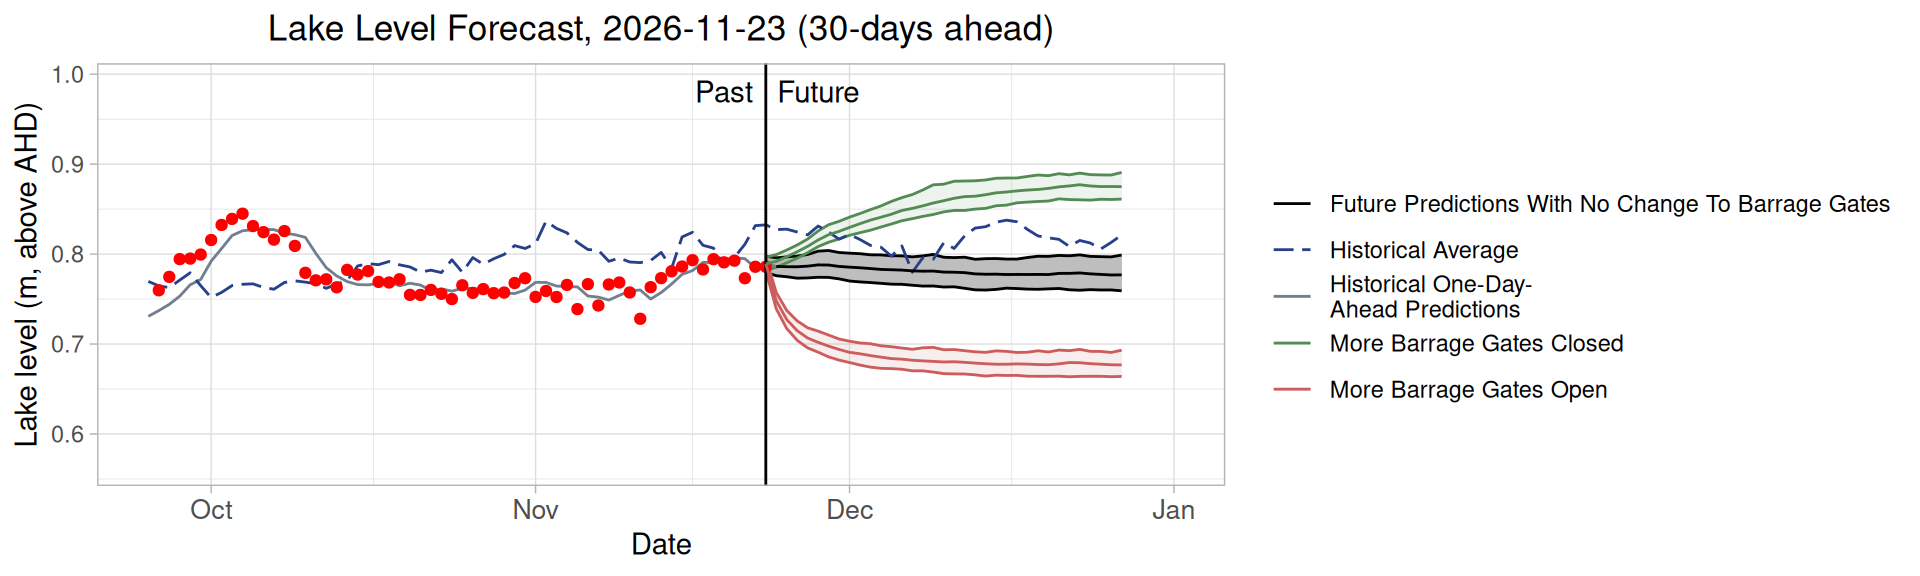 Lake Level Forecast, 2026-11-23 (30-days ahead)
Past
Future
1.0
0.9
0.8
0.7
0.6
Lake level (m, above AHD)
Oct
Nov
Dec
Jan
Date
Future Predictions With No Change To Barrage Gates
Historical Average
Historical One-Day-
Ahead Predictions
More Barrage Gates Closed
More Barrage Gates Open